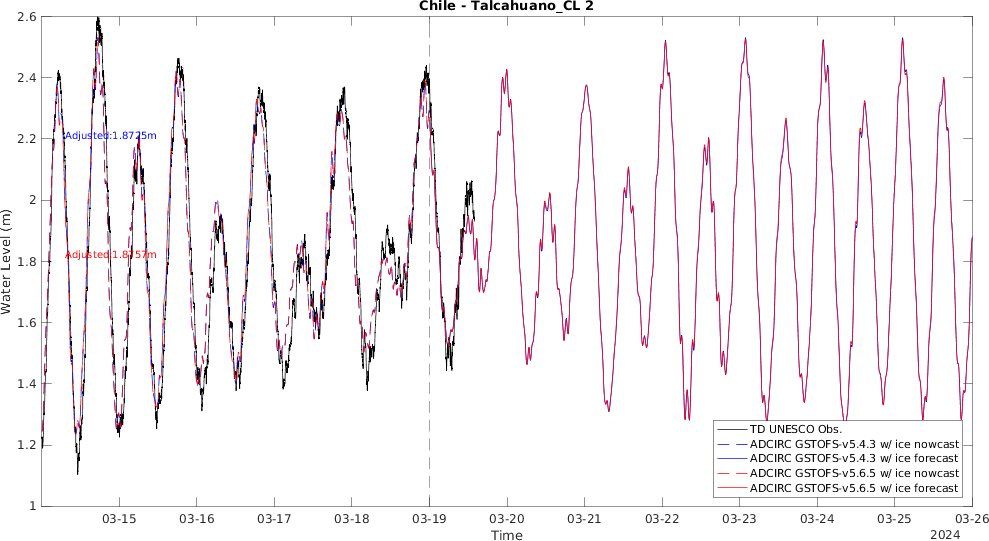 Chile - Talcahuano_CL 2
2.6
2.4
2.2
2
1.8
1.6
1.4
1.2
1
Water Level (m)
Adjusted:1.8725m
Adjusted:1.8757m
TD UNESCO Obs.
ADCIRC GSTOFS-v5.4.3 w/ ice nowcast
ADCIRC GSTOFS-v5.4.3 w/ ice forecast
ADCIRC GSTOFS-v5.6.5 w/ ice nowcast
ADCIRC GSTOFS-v5.6.5 w/ ice forecast
03-15 03-16 03-17 03-18 03-19 03-20 03-21 03-22 03-23 03-24 03-25 03-26
Time
2024